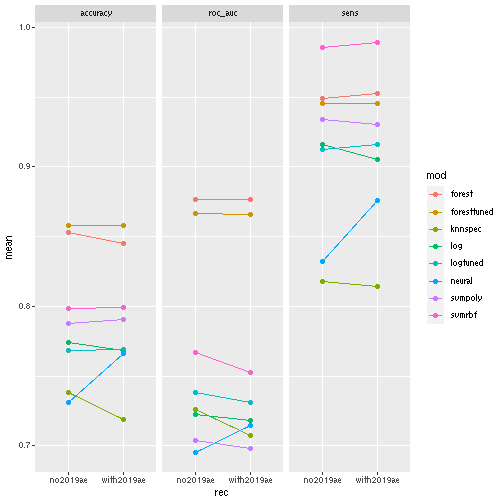 accuracy
roc_auc
sens
1.0
0.9
0.8
0.7
mean
no2019ae with2019ae no2019ae with2019ae no2019ae with2019ae
rec
mod
forest
foresttuned
knnspec
log
logtuned
neural
svmpoly
svmrbf